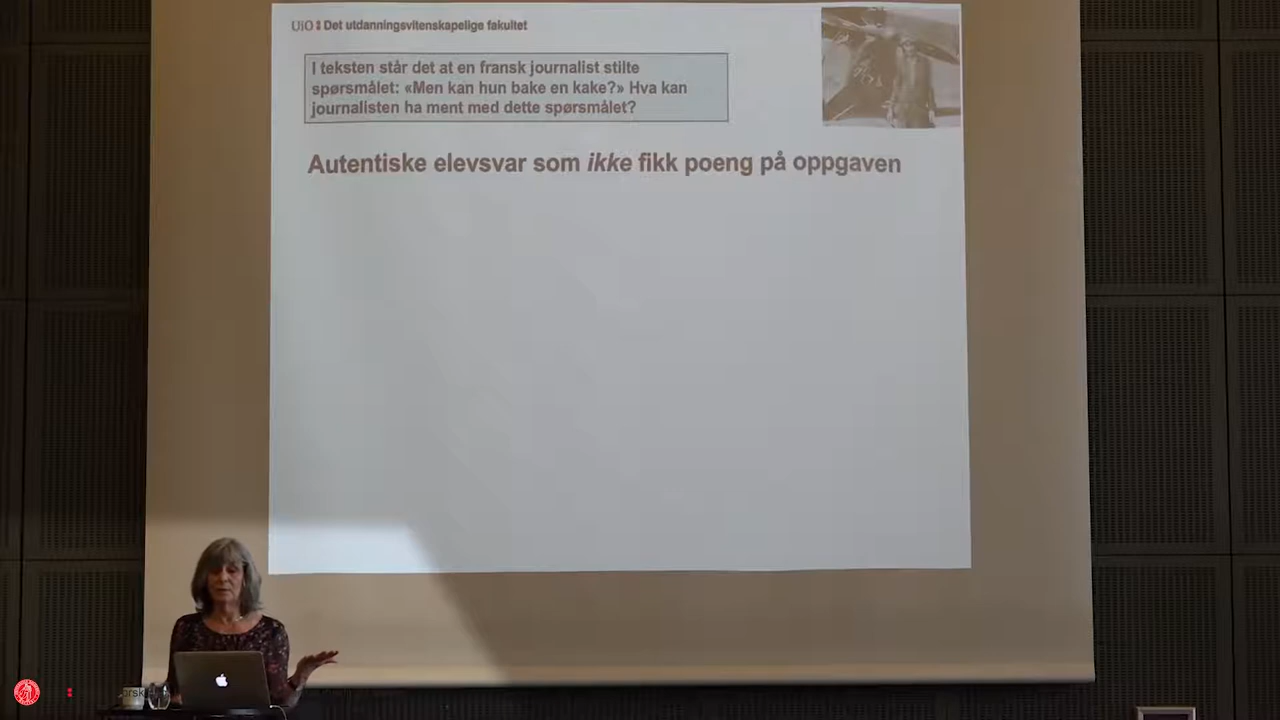 UiO: Det utdanningsvitenskapelige fakultet
I teksten står det at en fransk journalist stilte
spørsmålet: «Men kan hun bake en kake?» Hva kan
journalisten ha ment med dette spørsmålet?
Autentiske elevsvar som ikke fikk poeng på oppgaven